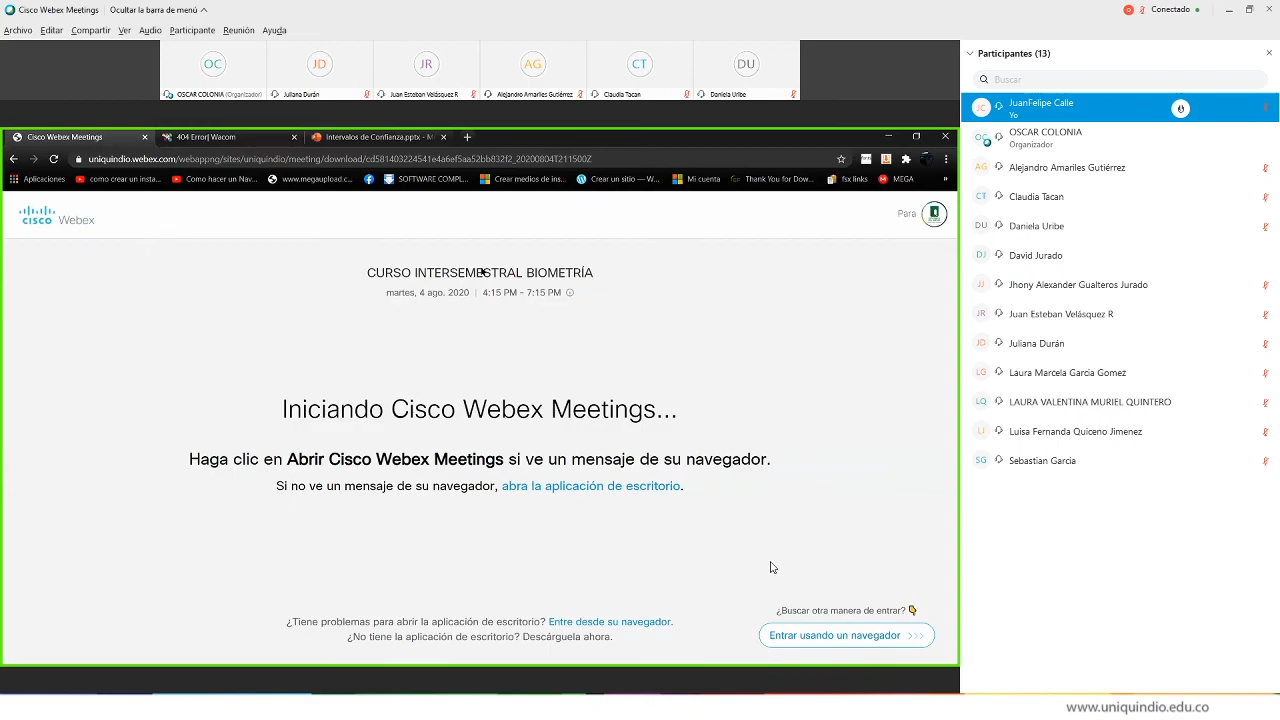 Cisco Webex Meetings Ocultar la barra de menú
Conectado
Archivo Editar Compartir Ver Audio Participante Reunión Ayuda
OC JD JR AG CT DU
OSCAR COLONIA (Organizador) Juliana Durán Juan Esteban Velásquez R Alejandro Amariles Gutiérrez Claudia Tacan Daniela Uribe
Participantes (13)
Buscar
JC JuanFelipe Calle
Yo
OC OSCAR COLONIA
Organizador
AG Alejandro Amariles Gutiérrez
CT Claudia Tacan
DU Daniela Uribe
DJ David Jurado
JJ Jhony Alexander Gualteros Jurado
JR Juan Esteban Velásquez R
JD Juliana Durán
LG Laura Marcela Garcia Gomez
LQ LAURA VALENTINA MURIEL QUINTERO
LJ Luisa Fernanda Quiceno Jimenez
SG Sebastian Garcia
Cisco Webex Meetings 404 Error| Wacom Intervalos de Confianza.pptx - M
uniquindio.webex.com/webappng/sites/uniquindio/meeting/download/cd581403224541e4a6ef5aa52bb832f2_20200804T211500Z
Aplicaciones como crear un insta... Como hacer un Nav... www.megaupload.c... SOFTWARE COMPL... Crear medios de ins... Crear un sitio — W... Mi cuenta Thank You for Dow... fsx links MEGA »
CISCO Webex
Para
CURSO INTERSEMESTRAL BIOMETRÍA
martes, 4 ago. 2020 | 4:15 PM - 7:15 PM
Iniciando Cisco Webex Meetings...
Haga clic en Abrir Cisco Webex Meetings si ve un mensaje de su navegador.
Si no ve un mensaje de su navegador, abra la aplicación de escritorio.
¿Buscar otra manera de entrar?
¿Tiene problemas para abrir la aplicación de escritorio? Entre desde su navegador.
Entrar usando un navegador >>>
¿No tiene la aplicación de escritorio? Descárguela ahora.
www.uniquindio.edu.co